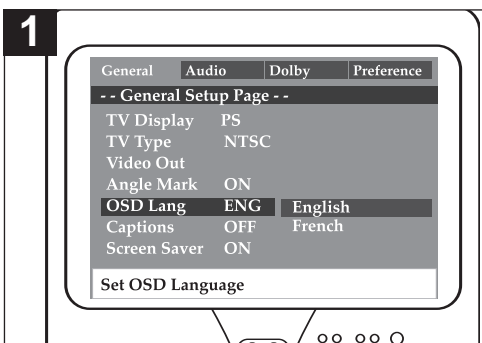 1
General Audio Dolby Preference
- - General Setup Page - -
TV Display PS
TV Type NTSC
Video Out
Angle Mark ON
OSD Lang ENG English
Captions OFF French
Screen Saver ON
Set OSD Language